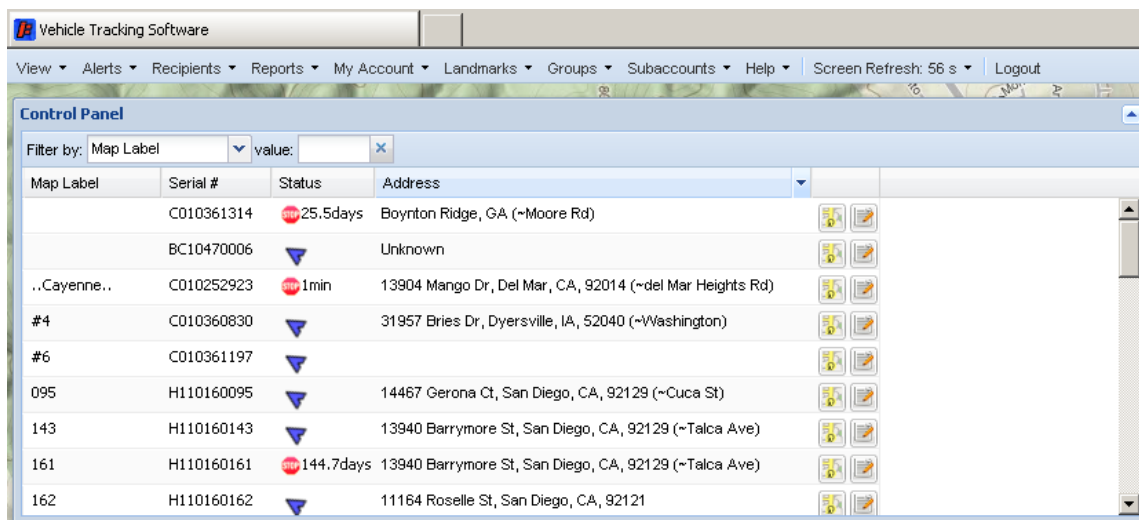 Vehicle Tracking Software
View Alerts Recipients Reports My Account Landmarks Groups Subaccounts Help Screen Refresh: 56 s Logout
Control Panel
Filter by: Map Label value:
Map Label Serial # Status Address
C010361314 STOP 25.5days Boynton Ridge, GA (~Moore Rd)
BC10470006 Unknown
..Cayenne.. C010252923 STOP 1min 13904 Mango Dr, Del Mar, CA, 92014 (~del Mar Heights Rd)
#4 C010360830 31957 Bries Dr, Dyersville, IA, 52040 (~Washington)
#6 C010361197
095 H110160095 14467 Gerona Ct, San Diego, CA, 92129 (~Cuca St)
143 H110160143 13940 Barrymore St, San Diego, CA, 92129 (~Talca Ave)
161 H110160161 STOP 144.7days 13940 Barrymore St, San Diego, CA, 92129 (~Talca Ave)
162 H110160162 11164 Roselle St, San Diego, CA, 92121